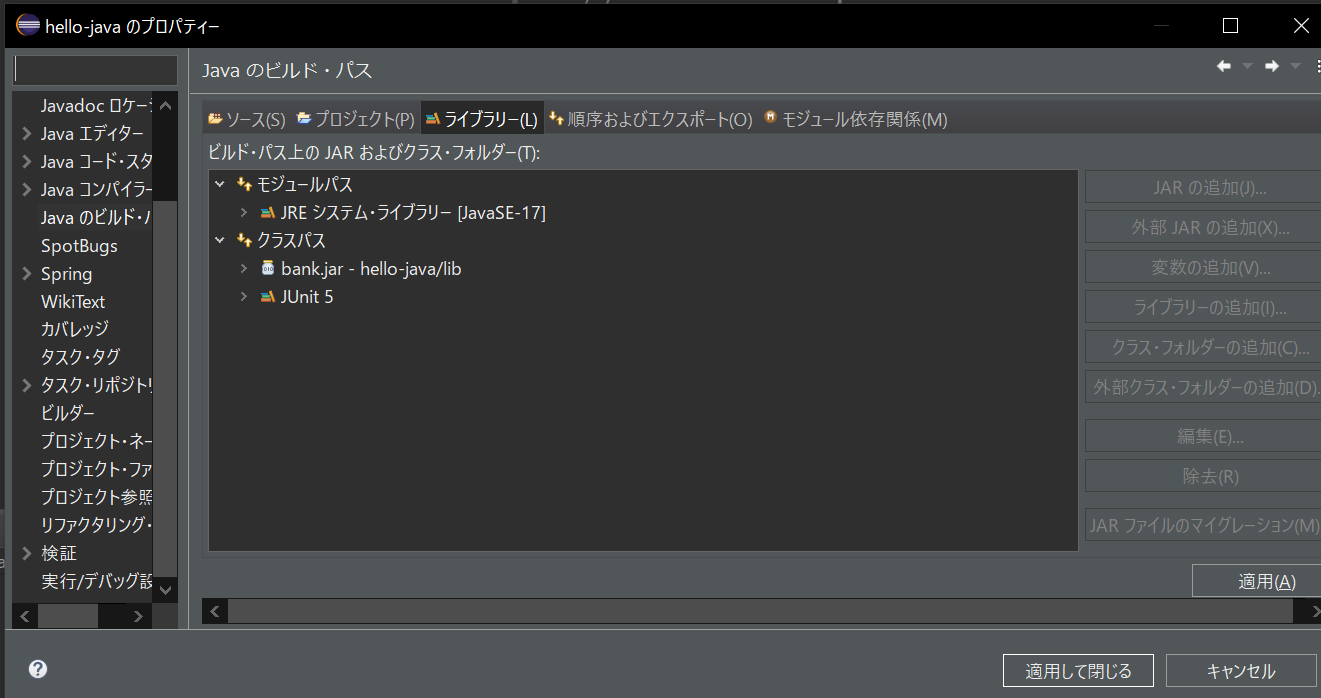 hello-java のプロパティー
Java のビルド・パス
Javadoc ロケーシ
Java エディター
Java コード・スタ
Java コンパイラー
Java のビルド・パ
SpotBugs
Spring
WikiText
カバレッジ
タスク・タグ
タスク・リポジトリ
ビルダー
プロジェクト・ネー
プロジェクト・ファ
プロジェクト参照
リファクタリング・
検証
実行/デバッグ設
ソース(S) プロジェクト(P) ライブラリー(L) 順序およびエクスポート(O) モジュール依存関係(M)
ビルド・パス上の JAR およびクラス・フォルダー(T):
モジュールパス
JRE システム・ライブラリー [JavaSE-17]
クラスパス
bank.jar - hello-java/lib
JUnit 5
JAR の追加(J)...
外部 JAR の追加(X)...
変数の追加(V)...
ライブラリーの追加(I)...
クラス・フォルダーの追加(C)...
外部クラス・フォルダーの追加(D).
編集(E)...
除去(R)
JAR ファイルのマイグレーション(M)
適用(A)
適用して閉じる
キャンセル